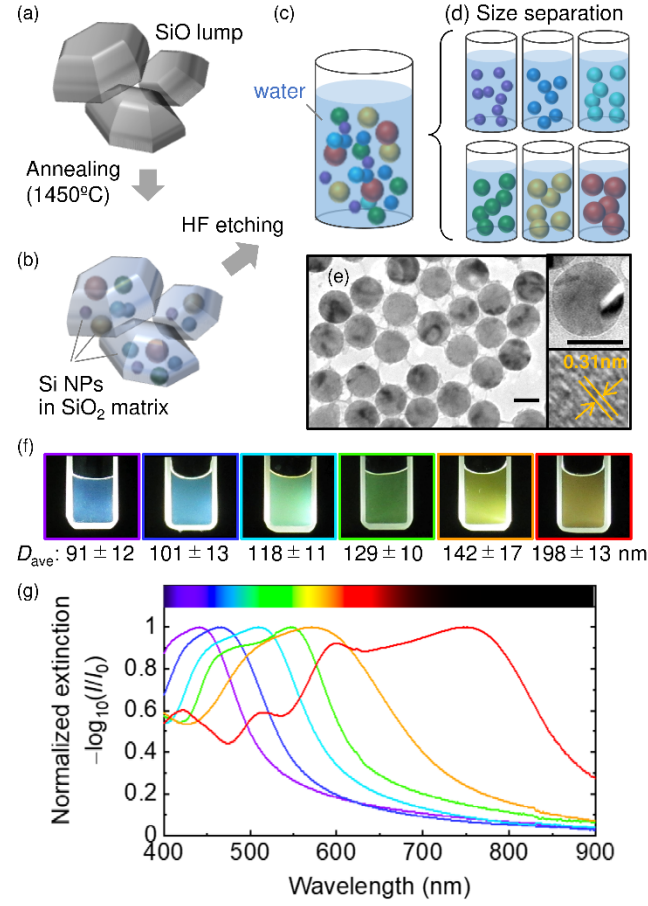 (a)
SiO lump
Annealing
(1450ºC)
HF etching
(b)
Si NPs
in SiO₂ matrix
(c)
water
(d) Size separation
(e)
0.31nm
(f)
Dave: 91 ± 12 101 ± 13 118 ± 11 129 ± 10 142 ± 17 198 ± 13 nm
(g)
Normalized extinction
−log₁₀(I/I₀)
1
0.8
0.6
0.4
0.2
0
400 500 600 700 800 900
Wavelength (nm)